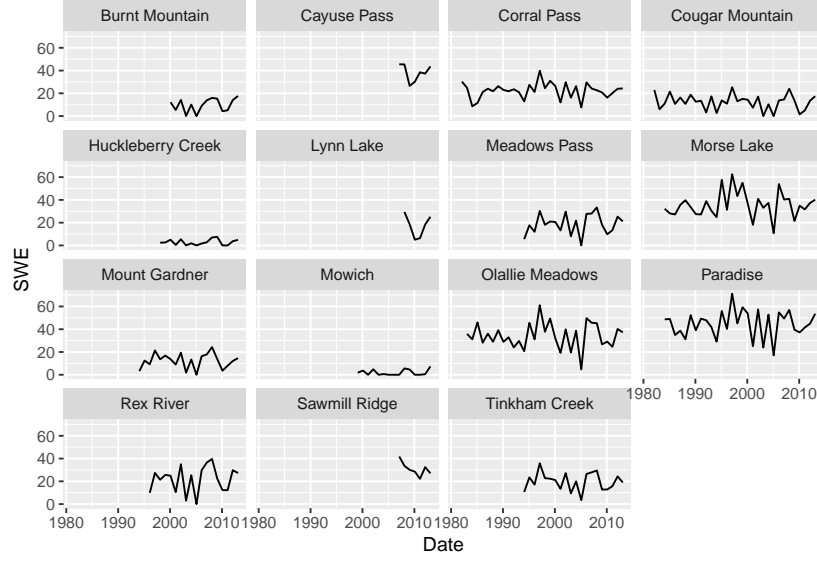 Burnt Mountain Cayuse Pass Corral Pass Cougar Mountain
60
40
20
0
Huckleberry Creek Lynn Lake Meadows Pass Morse Lake
60
40
20
0
SWE
Mount Gardner Mowich Olallie Meadows Paradise
60
40
20
0
1980 1990 2000 2010
Rex River Sawmill Ridge Tinkham Creek
60
40
20
0
1980 1990 2000 2010 1980 1990 2000 2010 1980 1990 2000 2010
Date